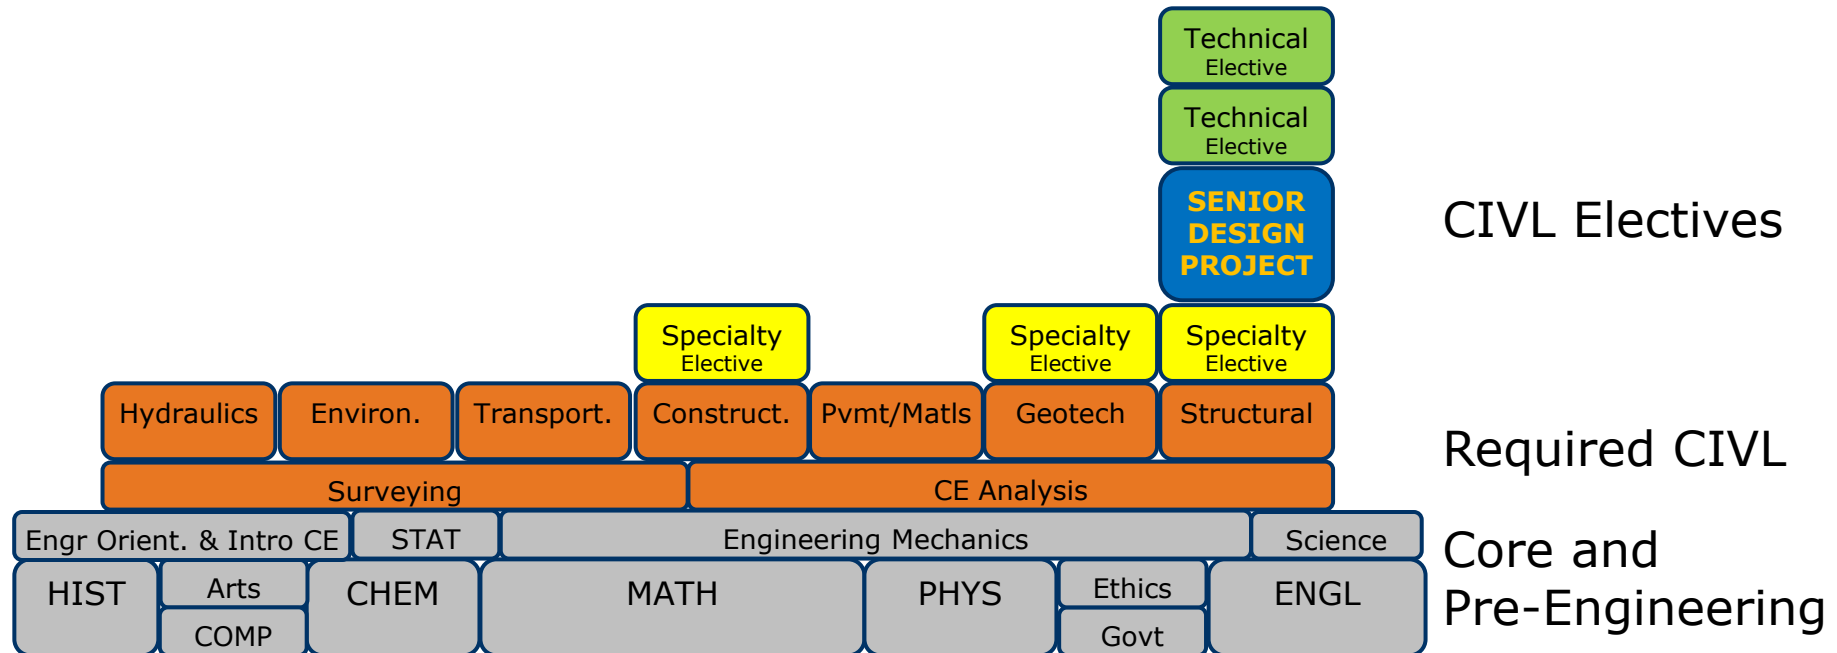 Technical
Elective
Technical
Elective
SENIOR
DESIGN
PROJECT
CIVL Electives
Specialty
Elective
Specialty
Elective
Specialty
Elective
Hydraulics
Environ.
Transport.
Construct.
Pvmt/Matls
Geotech
Structural
Required CIVL
Surveying
CE Analysis
Engr Orient. & Intro CE
STAT
Engineering Mechanics
Science
Core and
Pre-Engineering
HIST
Arts
COMP
CHEM
MATH
PHYS
Ethics
Govt
ENGL